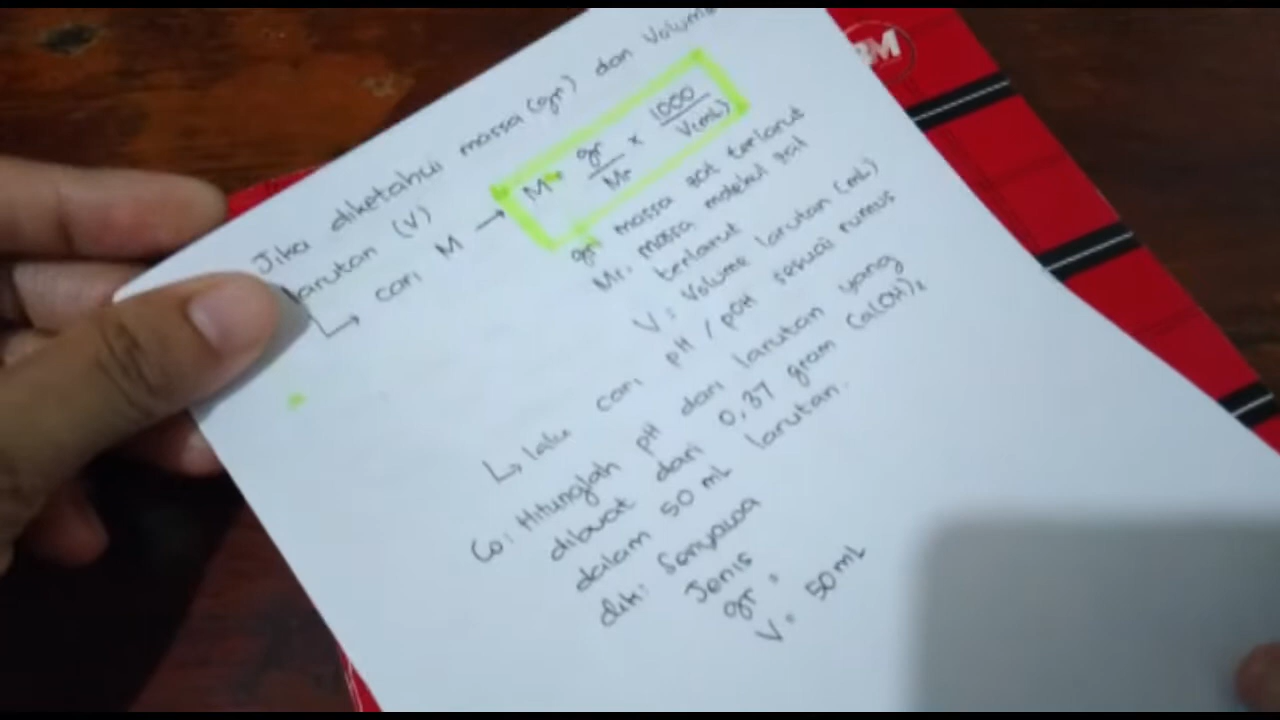 Jika diketahui massa (gr) dan Volume
larutan (V)
↳ cari M → M = gr/Mr × 1000/V(mL)
gr: massa zat terlarut
Mr: massa molekul zat
terlarut
V: Volume larutan (mL)
↳ lalu cari pH / pOH sesuai rumus
Co: Hitunglah pH dari larutan yang
dibuat dari 0,37 gram Ca(OH)₂
dalam 50 mL larutan.
dik: Senyawa
Jenis
gr =
V = 50 mL